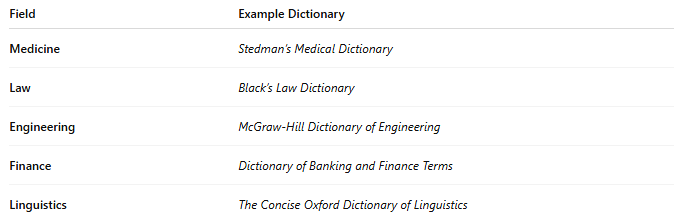 Field Example Dictionary
Medicine Stedman's Medical Dictionary
Law Black's Law Dictionary
Engineering McGraw-Hill Dictionary of Engineering
Finance Dictionary of Banking and Finance Terms
Linguistics The Concise Oxford Dictionary of Linguistics